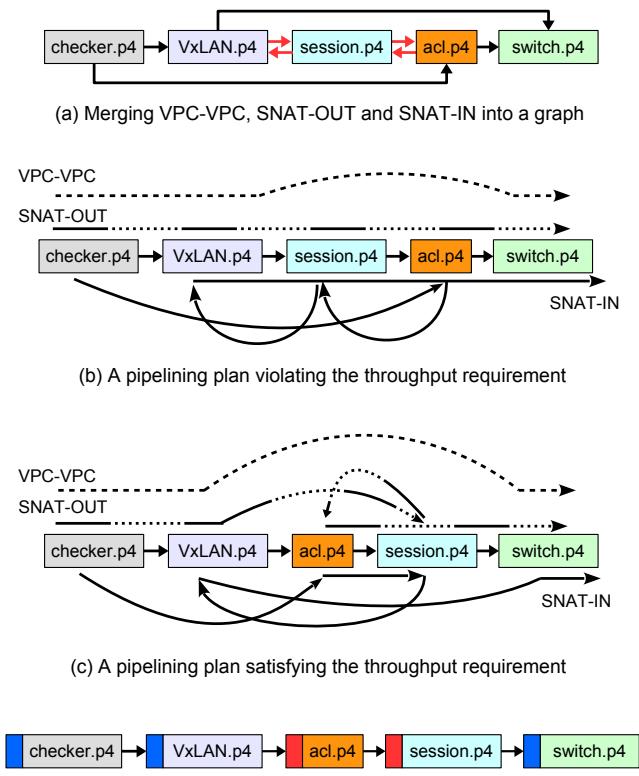 checker.p4 VxLAN.p4 session.p4 acl.p4 switch.p4
(a) Merging VPC-VPC, SNAT-OUT and SNAT-IN into a graph
VPC-VPC
SNAT-OUT
checker.p4 VxLAN.p4 session.p4 acl.p4 switch.p4
SNAT-IN
(b) A pipelining plan violating the throughput requirement
VPC-VPC
SNAT-OUT
checker.p4 VxLAN.p4 acl.p4 session.p4 switch.p4
SNAT-IN
(c) A pipelining plan satisfying the throughput requirement
checker.p4 VxLAN.p4 acl.p4 session.p4 switch.p4